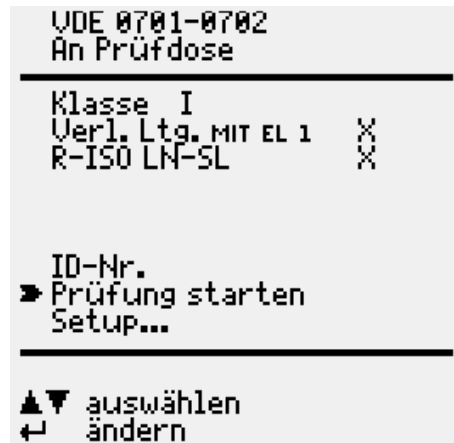 VDE 0701-0702
An Prüfdose
Klasse I
Verl. Ltg. MIT EL 1 X
R-ISO LN-SL X
ID-Nr.
Prüfung starten
Setup...
▲▼ auswählen
↵ ändern